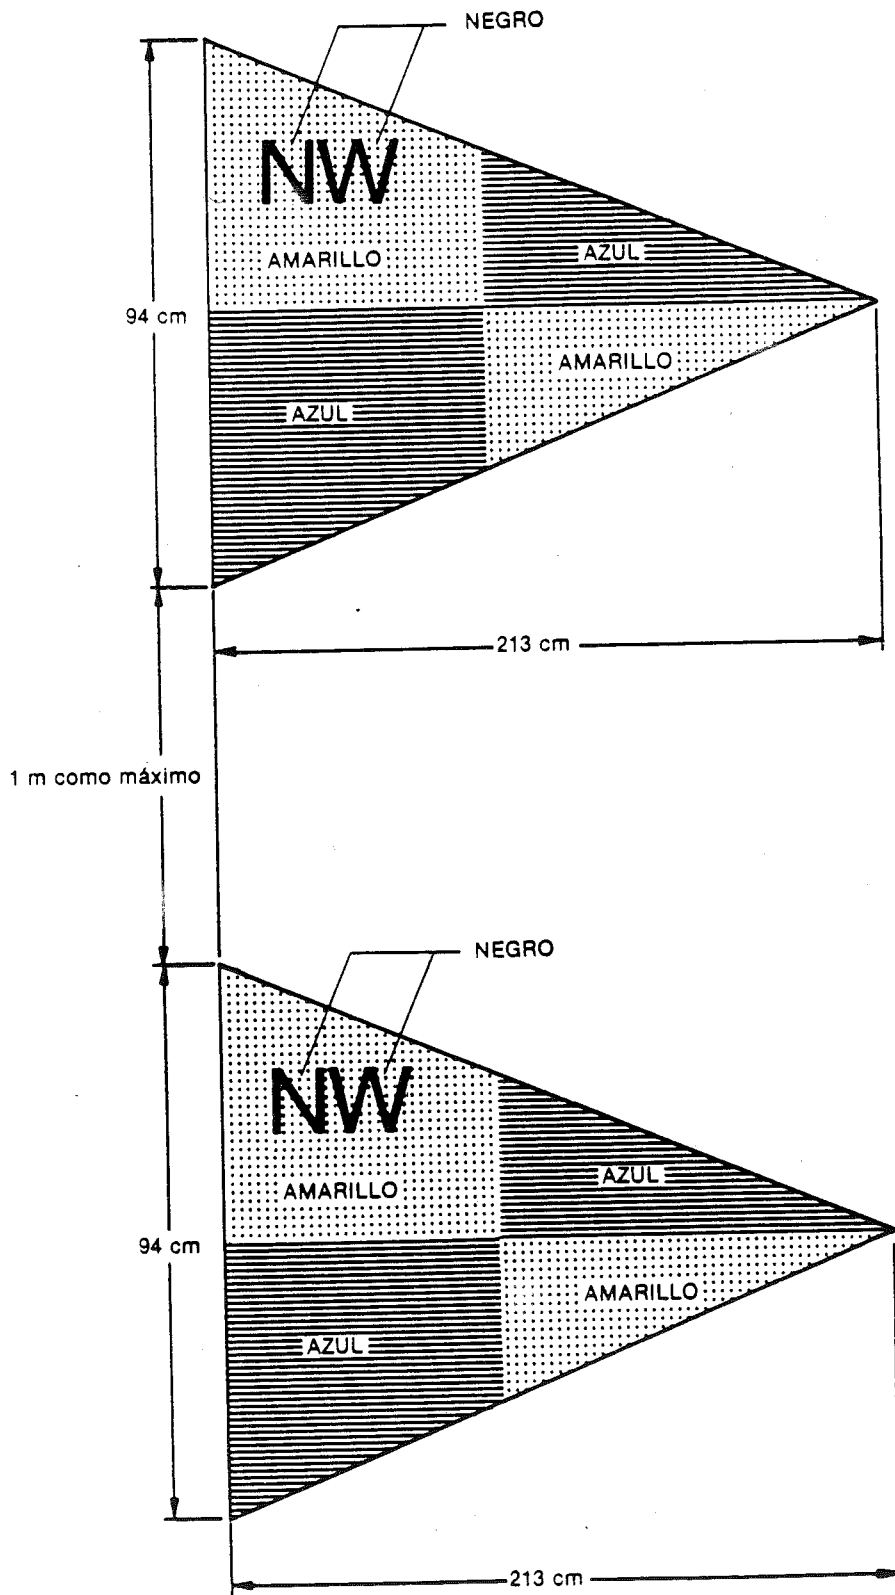 NEGRO
NW
AMARILLO
AZUL
94 cm
AMARILLO
AZUL
213 cm
1 m como máximo
NEGRO
NW
AMARILLO
AZUL
94 cm
AMARILLO
AZUL
213 cm